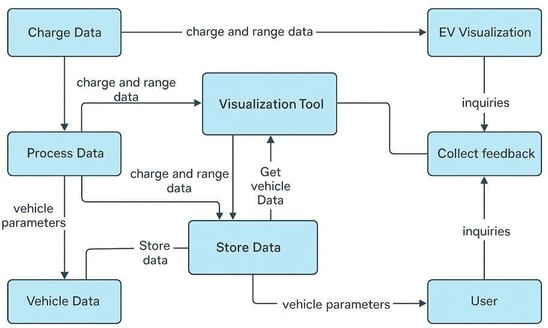 Charge Data
charge and range data
EV Visualization
charge and range
data
Visualization Tool
inquiries
Process Data
Collect feedback
charge and range
data
Get
vehicle
Data
vehicle
parameters
Store
data
Store Data
inquiries
Vehicle Data
vehicle parameters
User